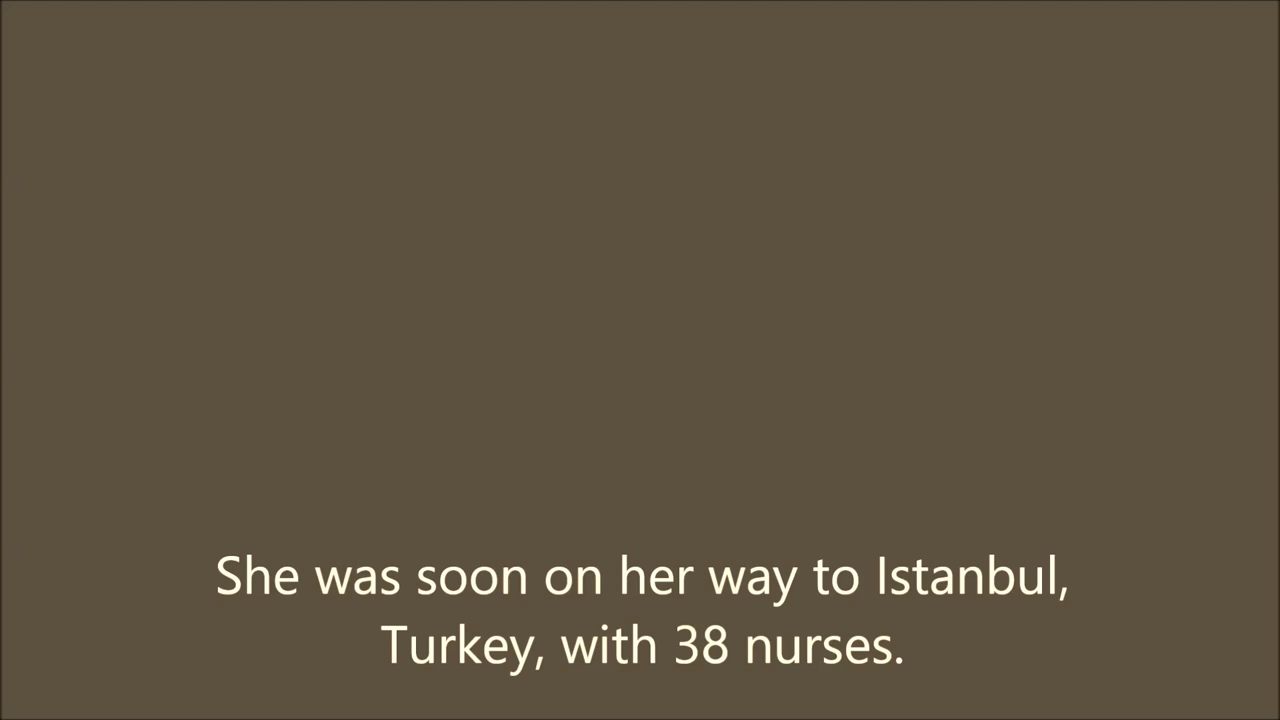 She was soon on her way to Istanbul,
Turkey, with 38 nurses.